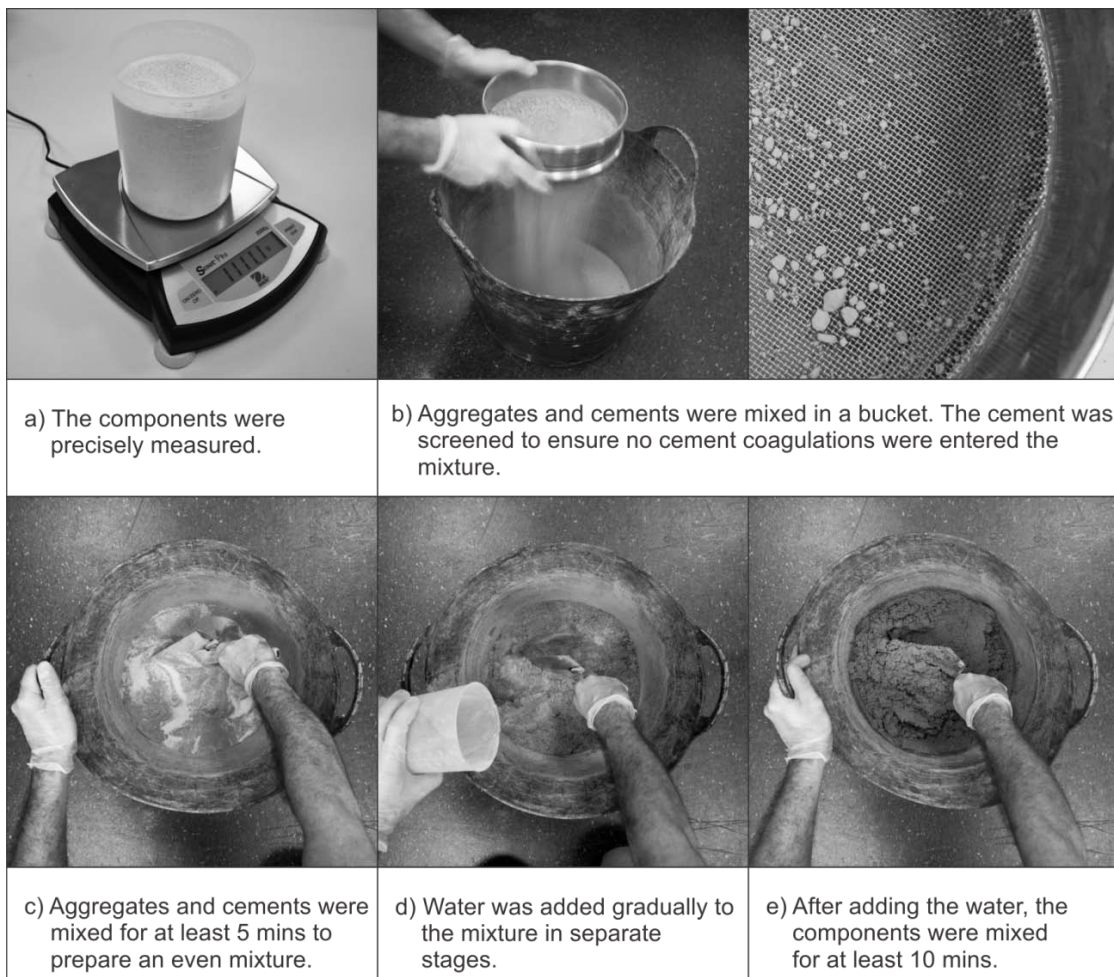 Scout Pro
a) The components were
precisely measured.
b) Aggregates and cements were mixed in a bucket. The cement was
screened to ensure no cement coagulations were entered the
mixture.
c) Aggregates and cements were
mixed for at least 5 mins to
prepare an even mixture.
d) Water was added gradually to
the mixture in separate
stages.
e) After adding the water, the
components were mixed
for at least 10 mins.